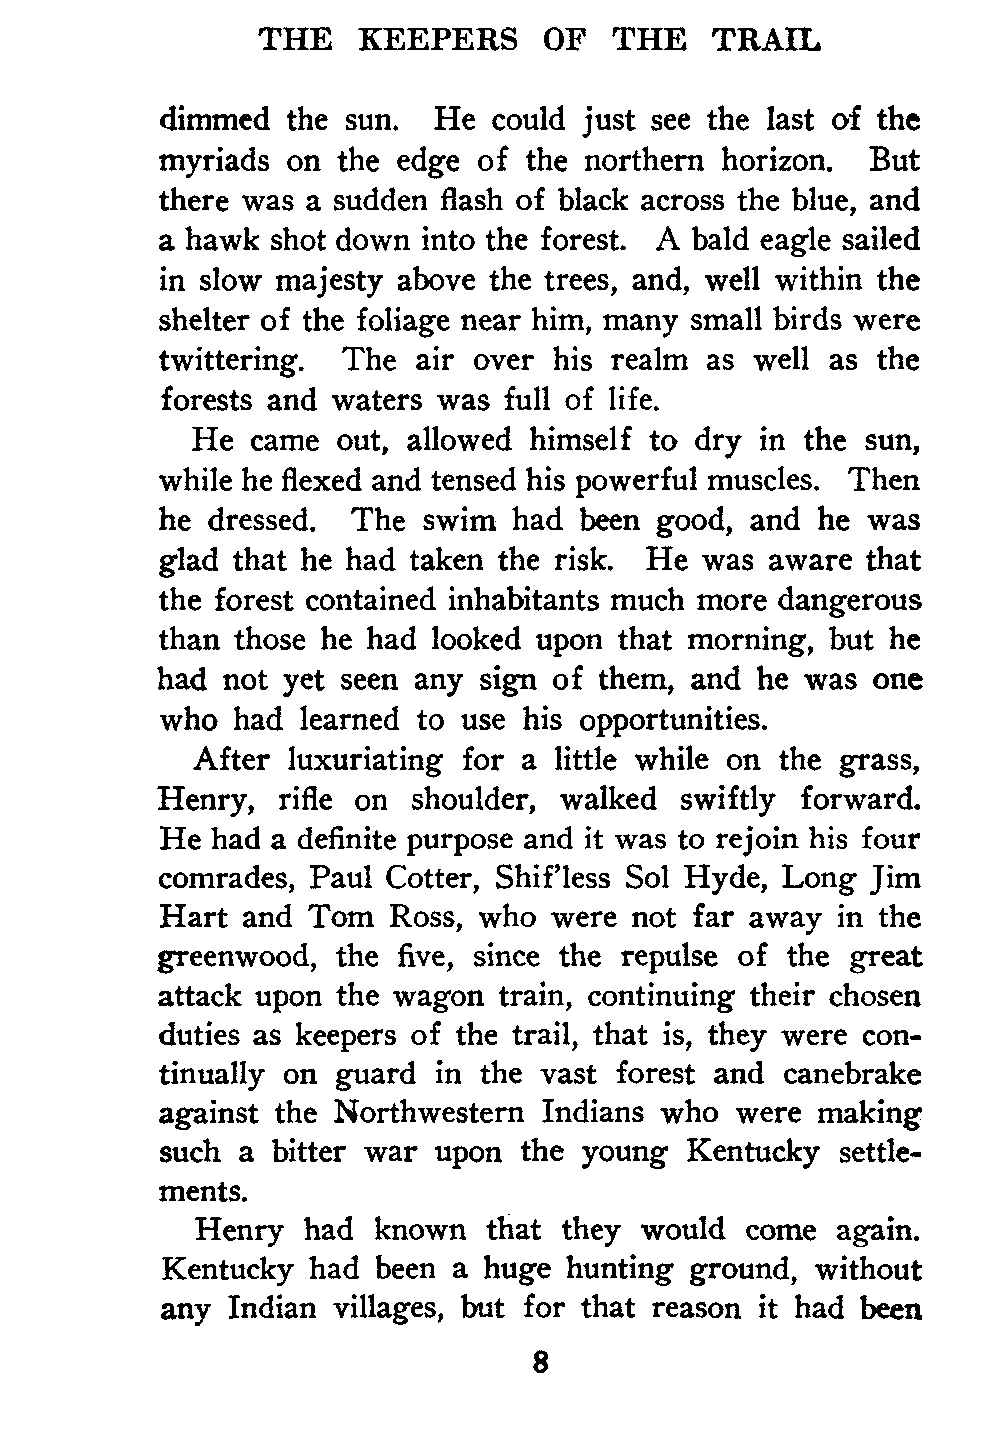 THE KEEPERS OF THE TRAIL
dimmed the sun. He could just see the last of the
myriads on the edge of the northern horizon. But
there was a sudden flash of black across the blue, and
a hawk shot down into the forest. A bald eagle sailed
in slow majesty above the trees, and, well within the
shelter of the foliage near him, many small birds were
twittering. The air over his realm as well as the
forests and waters was full of life.
He came out, allowed himself to dry in the sun,
while he flexed and tensed his powerful muscles. Then
he dressed. The swim had been good, and he was
glad that he had taken the risk. He was aware that
the forest contained inhabitants much more dangerous
than those he had looked upon that morning, but he
had not yet seen any sign of them, and he was one
who had learned to use his opportunities.
After luxuriating for a little while on the grass,
Henry, rifle on shoulder, walked swiftly forward.
He had a definite purpose and it was to rejoin his four
comrades, Paul Cotter, Shif'less Sol Hyde, Long Jim
Hart and Tom Ross, who were not far away in the
greenwood, the five, since the repulse of the great
attack upon the wagon train, continuing their chosen
duties as keepers of the trail, that is, they were con-
tinually on guard in the vast forest and canebrake
against the Northwestern Indians who were making
such a bitter war upon the young Kentucky settle-
ments.
Henry had known that they would come again.
Kentucky had been a huge hunting ground, without
any Indian villages, but for that reason it had been
8